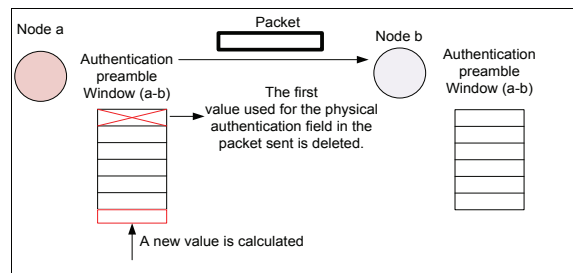 Packet
Node a
Node b
Authentication
preamble
Window (a-b)
Authentication
preamble
Window (a-b)
The first
value used for the physical
authentication field in the
packet sent is deleted.
A new value is calculated